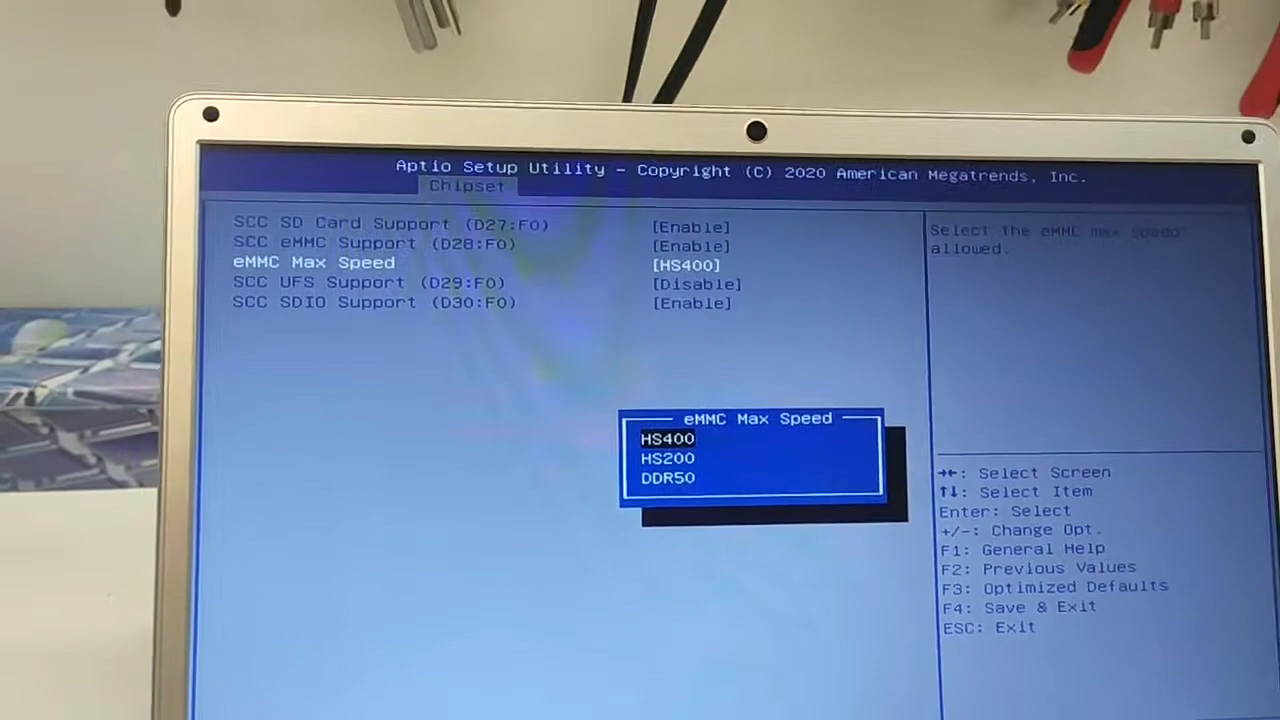 Aptio Setup Utility – Copyright (C) 2020 American Megatrends, Inc.
Chipset
SCC SD Card Support (D27:F0) [Enable]
SCC eMMC Support (D28:F0) [Enable]
eMMC Max Speed [HS400]
SCC UFS Support (D29:F0) [Disable]
SCC SDIO Support (D30:F0) [Enable]
Select the eMMC max Speed
allowed.
eMMC Max Speed
HS400
HS200
DDR50
→←: Select Screen
↑↓: Select Item
Enter: Select
+/-: Change Opt.
F1: General Help
F2: Previous Values
F3: Optimized Defaults
F4: Save & Exit
ESC: Exit